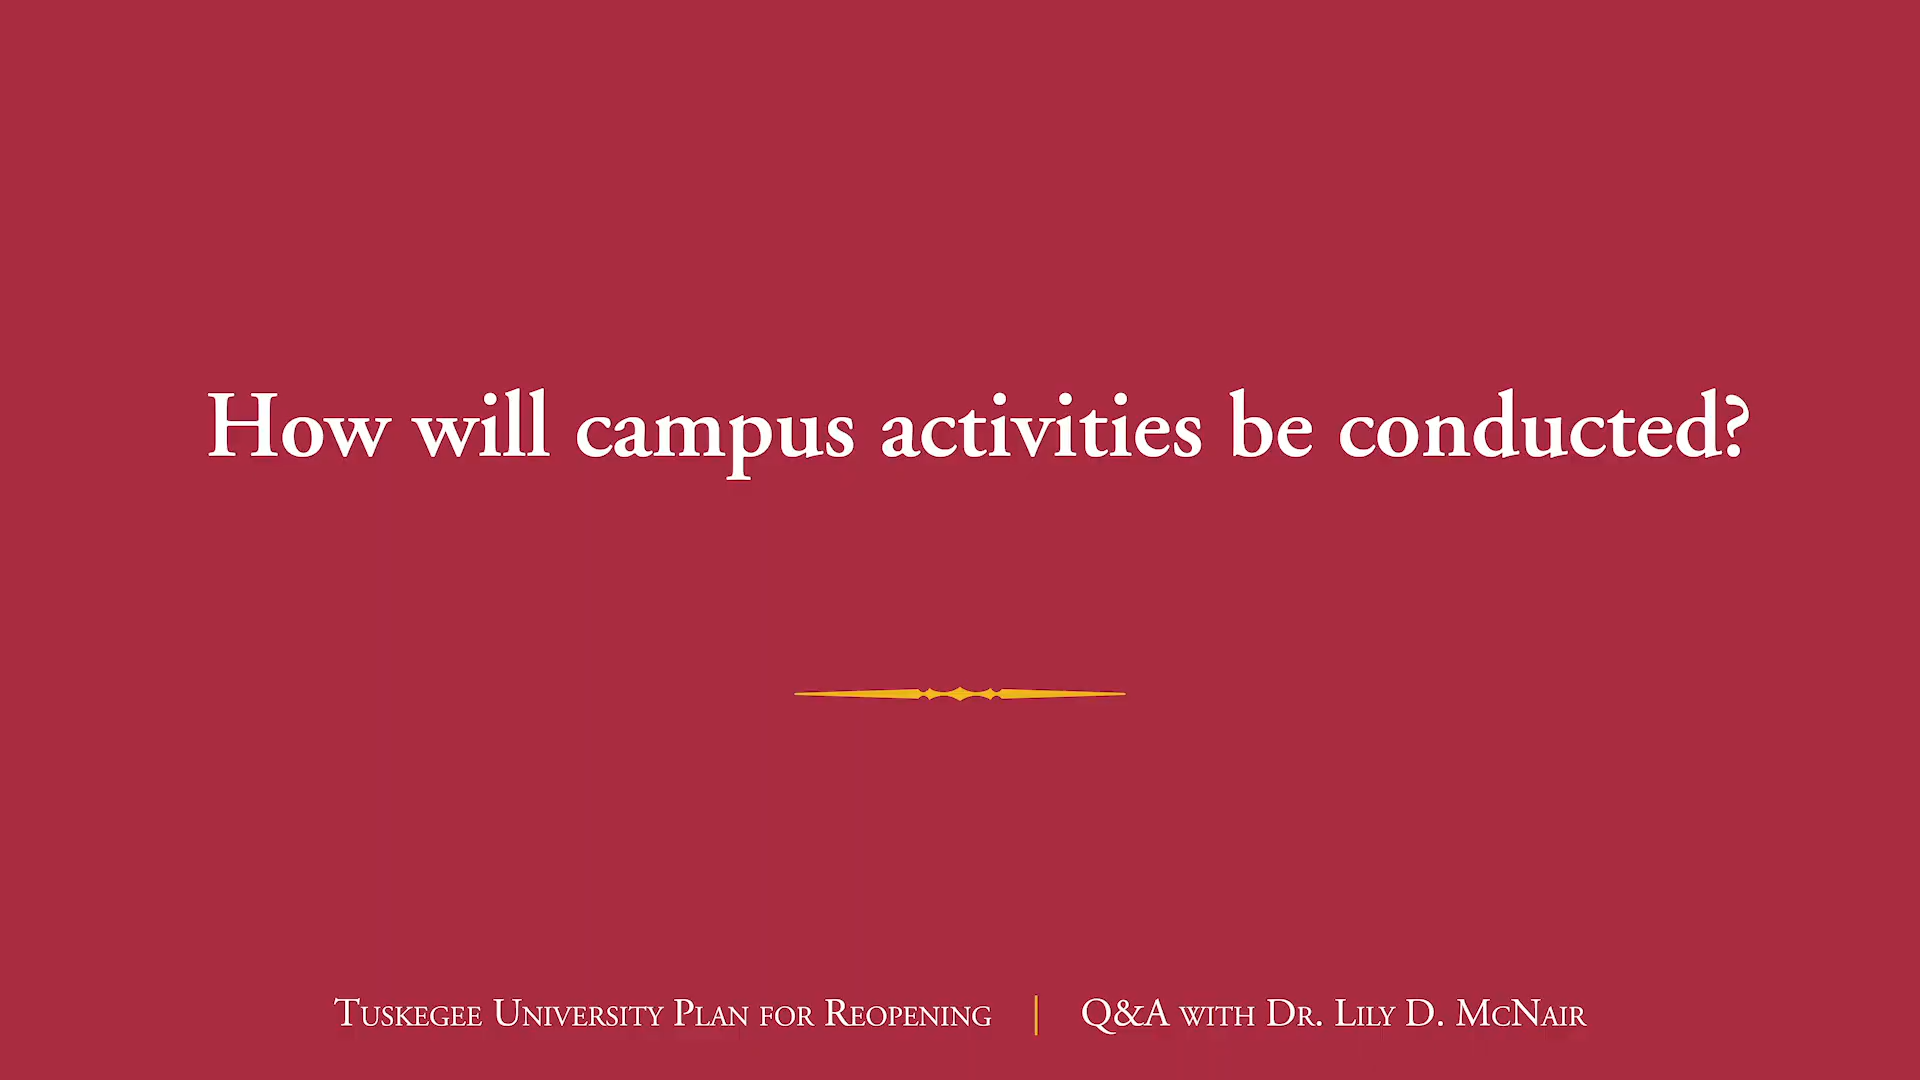 How will campus activities be conducted?
Tuskegee University Plan for Reopening | Q&A with Dr. Lily D. McNair